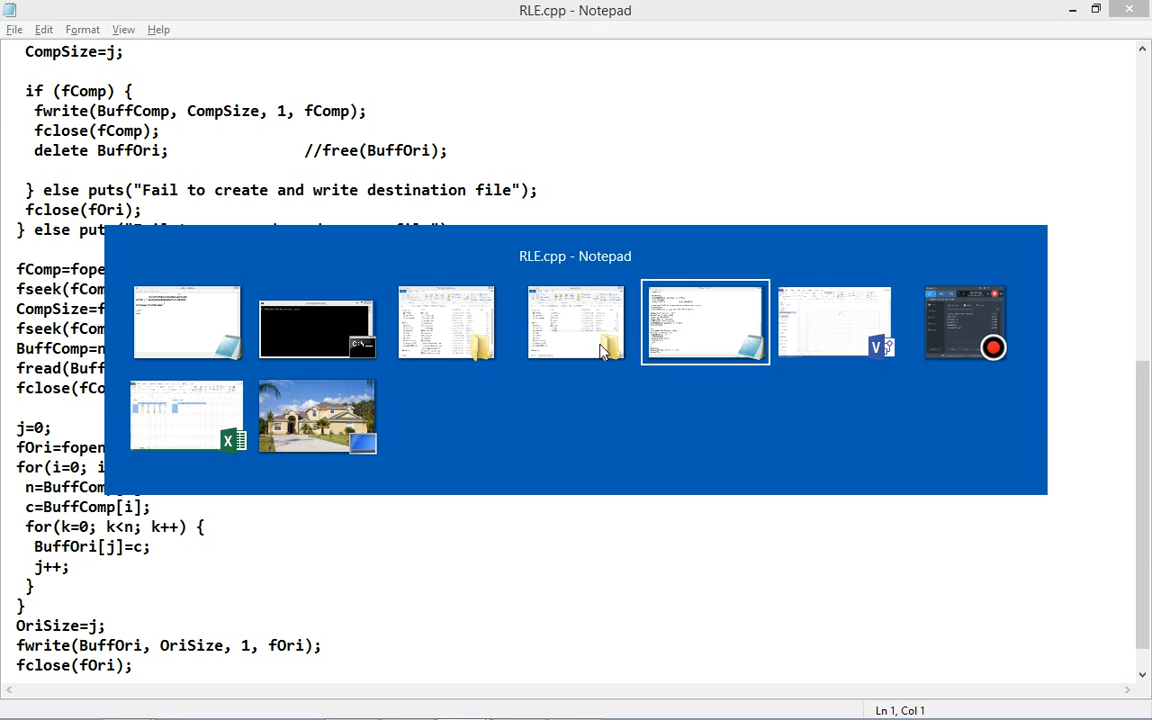 RLE.cpp - Notepad
File Edit Format View Help
CompSize=j;
if (fComp) {
fwrite(BuffComp, CompSize, 1, fComp);
fclose(fComp);
delete BuffOri; //free(BuffOri);
} else puts("Fail to create and write destination file");
fclose(fOri);
} else put
RLE.cpp - Notepad
fComp=fope
fseek(fCom
CompSize=f
fseek(fCom
BuffComp=n
fread(Buff
fclose(fCo
j=0;
fOri=fopen
for(i=0; i
n=BuffCom
c=BuffComp[i];
for(k=0; k<n; k++) {
BuffOri[j]=c;
j++;
}
}
OriSize=j;
fwrite(BuffOri, OriSize, 1, fOri);
fclose(fOri);
Ln 1, Col 1